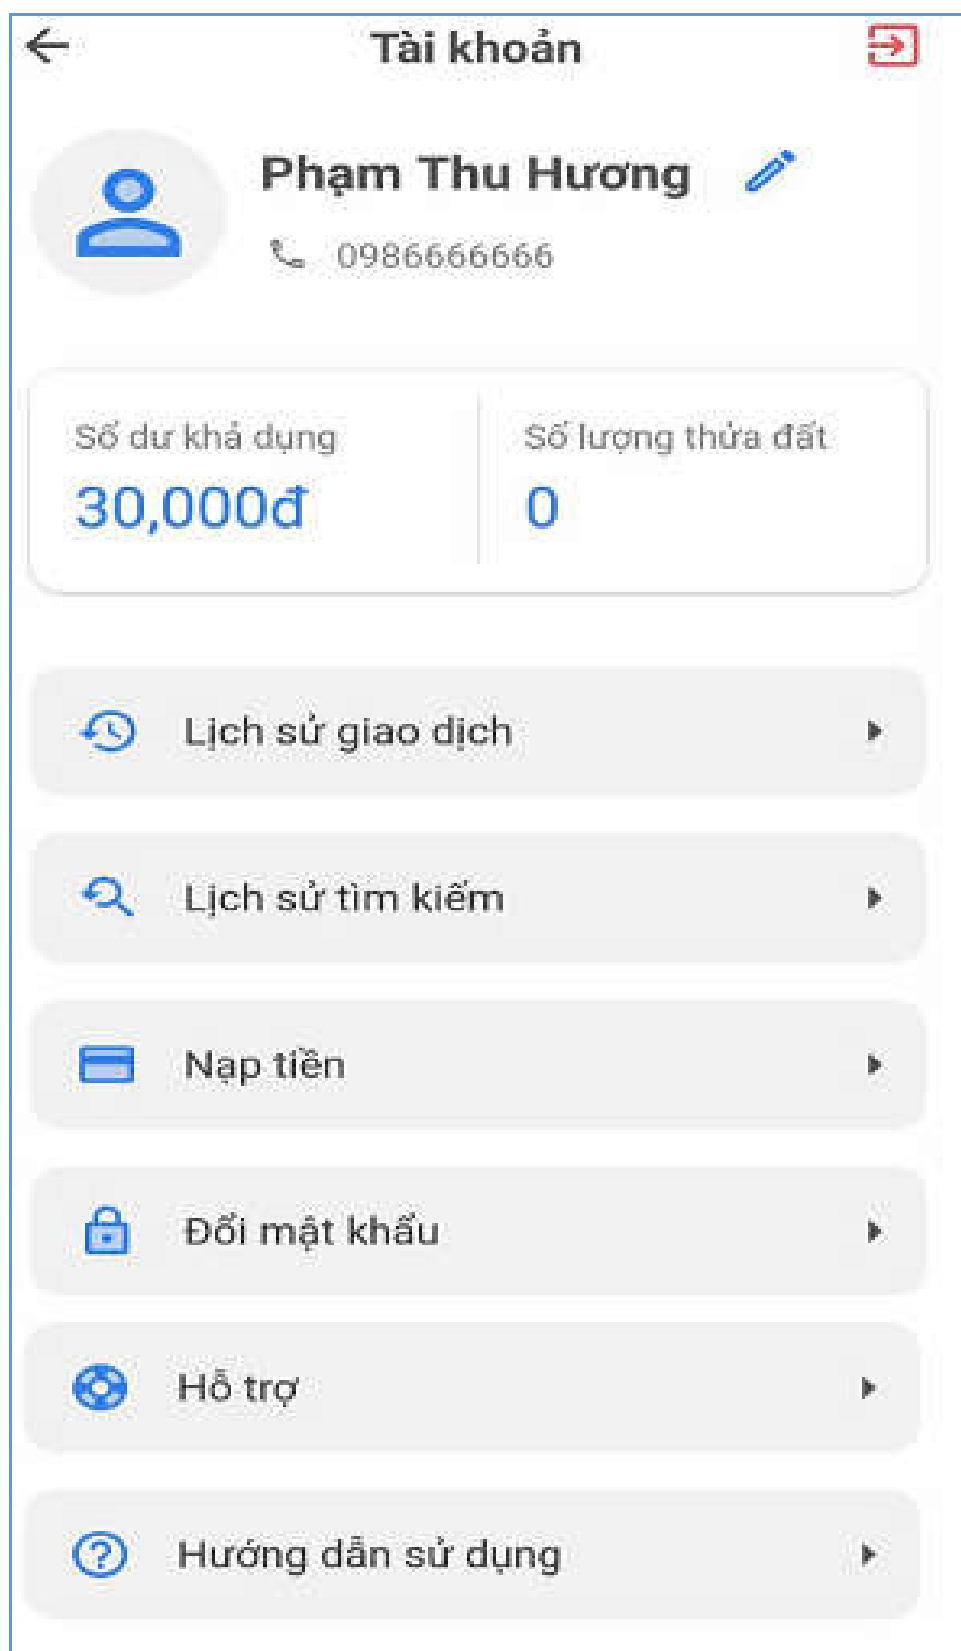 Tài khoản
Phạm Thu Hương
0986666666
Số dư khả dụng
Số lượng thửa đất
30,000đ
0
Lịch sử giao dịch
Lịch sử tìm kiếm
Nạp tiền
Đổi mật khẩu
Hỗ trợ
Hướng dẫn sử dụng